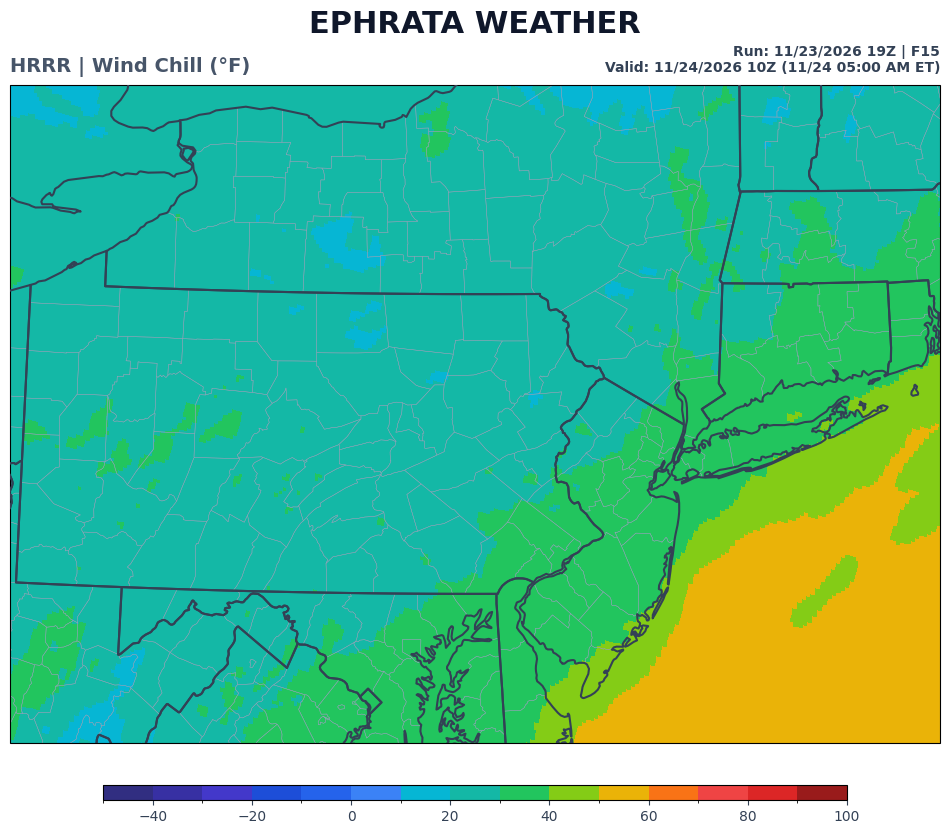 EPHRATA WEATHER
HRRR | Wind Chill (°F)
Run: 11/23/2026 19Z | F15
Valid: 11/24/2026 10Z (11/24 05:00 AM ET)
−40 −20 0 20 40 60 80 100